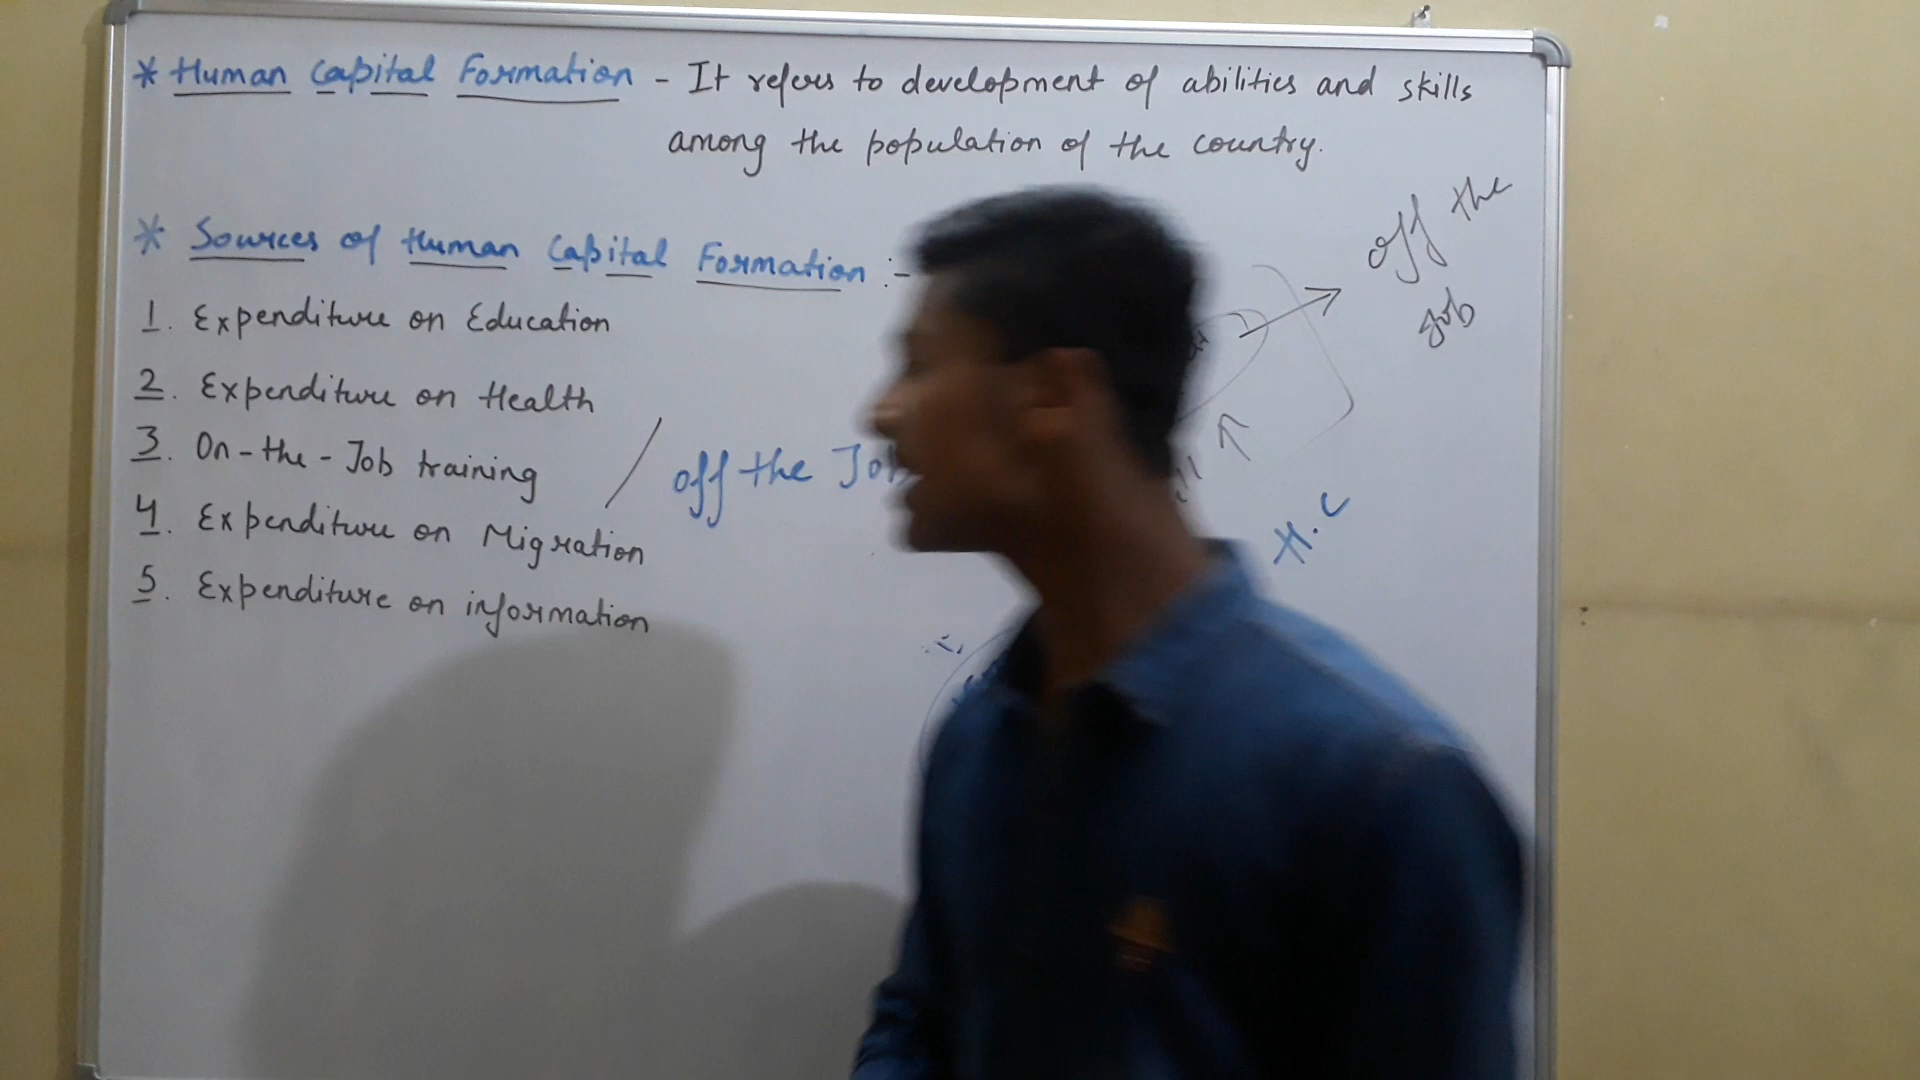 * Human Capital Formation - It refers to development of abilities and skills
among the population of the country.
* Sources of Human Capital Formation :-
1. Expenditure on Education
2. Expenditure on Health
3. On-the-Job training / off the Job
4. Expenditure on Migration
5. Expenditure on information
off the
Job
H.C